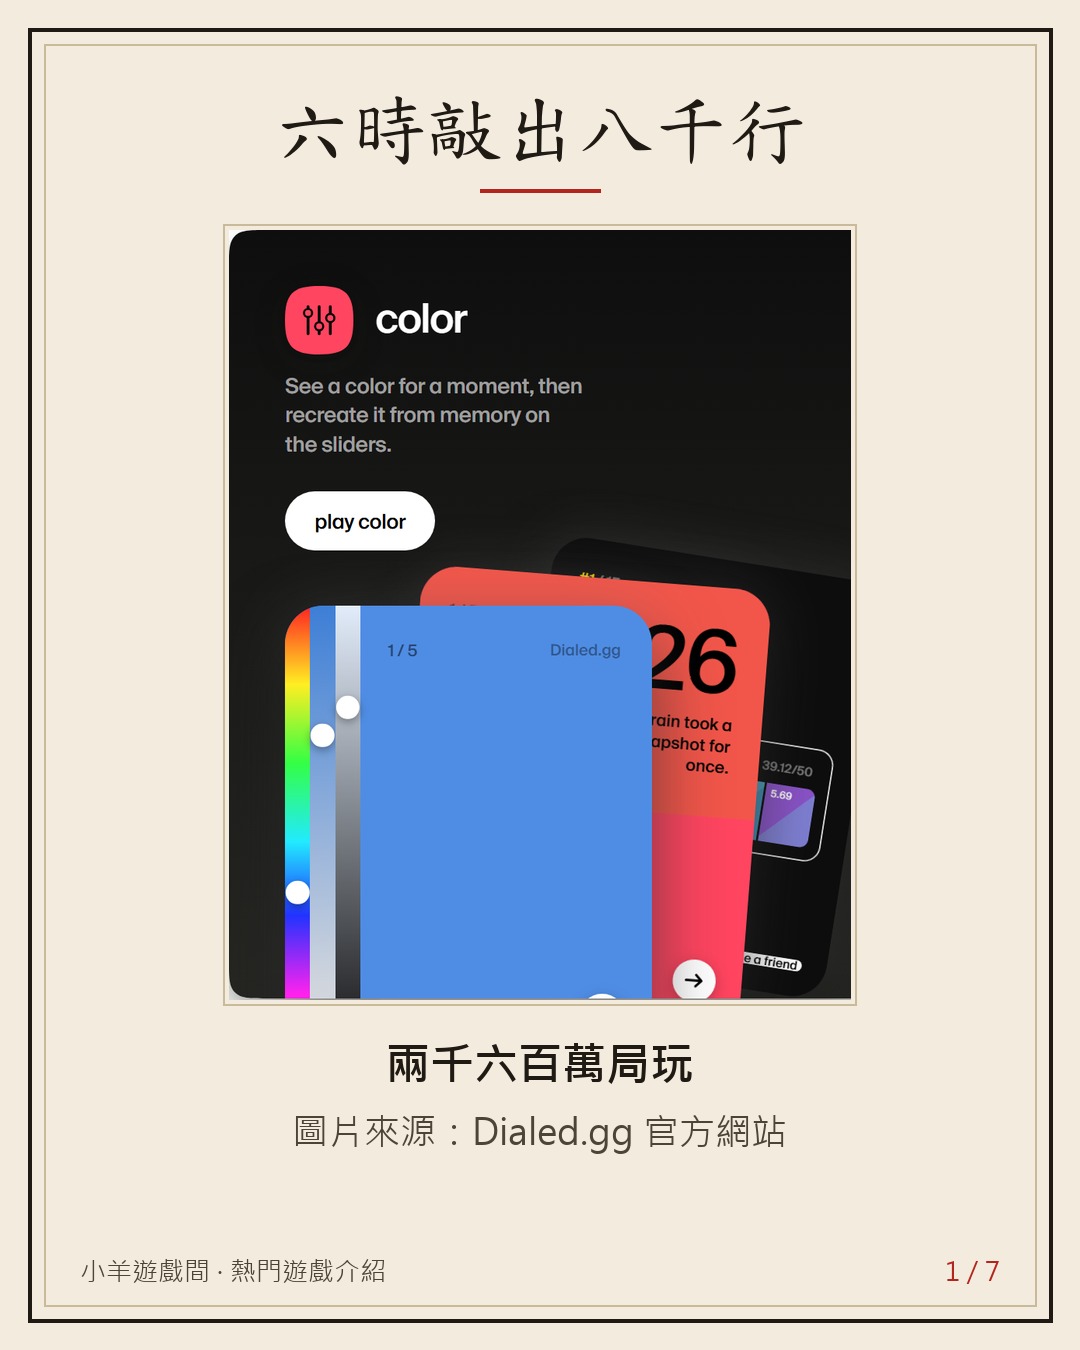 六時敲出八千行
color
See a color for a moment, then
recreate it from memory on
the sliders.
play color
#1
1/5
Dialed.gg
26
rain took a
apshot for
once.
39.12/50
5.69
e a friend
兩千六百萬局玩
圖片來源：Dialed.gg 官方網站
小羊遊戲間 · 熱門遊戲介紹
1 / 7